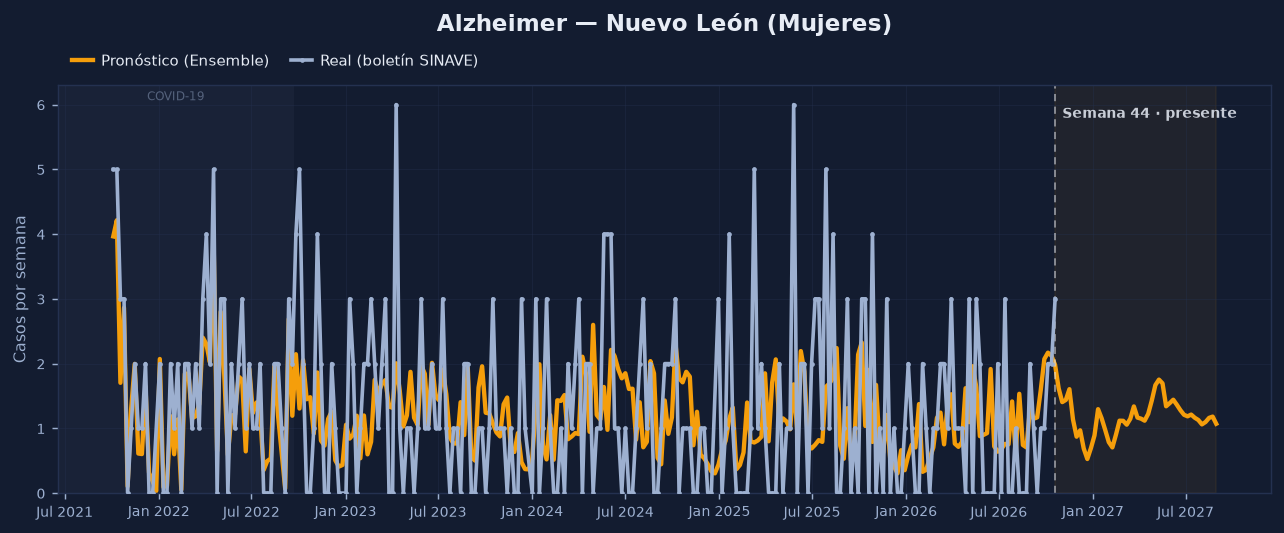 Alzheimer — Nuevo León (Mujeres)
Pronóstico (Ensemble)
Real (boletín SINAVE)
COVID-19
Semana 44 · presente
Casos por semana
6
5
4
3
2
1
0
Jul 2021
Jan 2022
Jul 2022
Jan 2023
Jul 2023
Jan 2024
Jul 2024
Jan 2025
Jul 2025
Jan 2026
Jul 2026
Jan 2027
Jul 2027